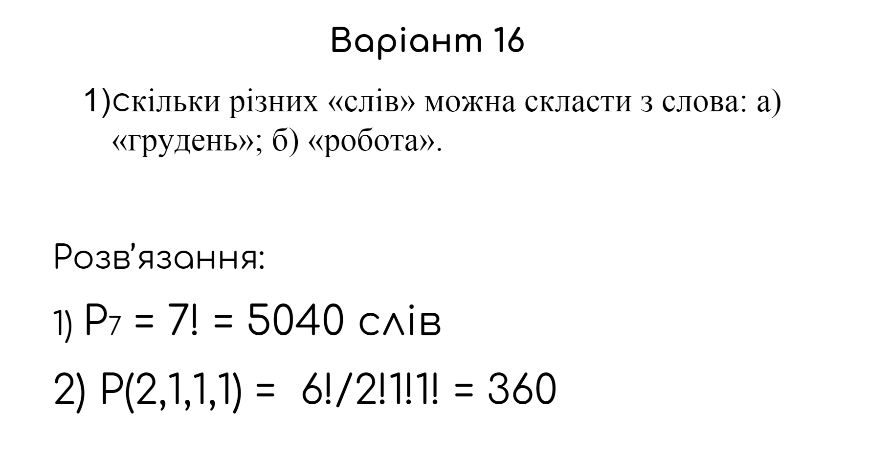 Варіант 16
1)Скільки різних «слів» можна скласти з слова: а)
«грудень»; б) «робота».
Розв’язання:
1) P₇ = 7! = 5040 слів
2) P(2,1,1,1) =  6!/2!1!1! = 360